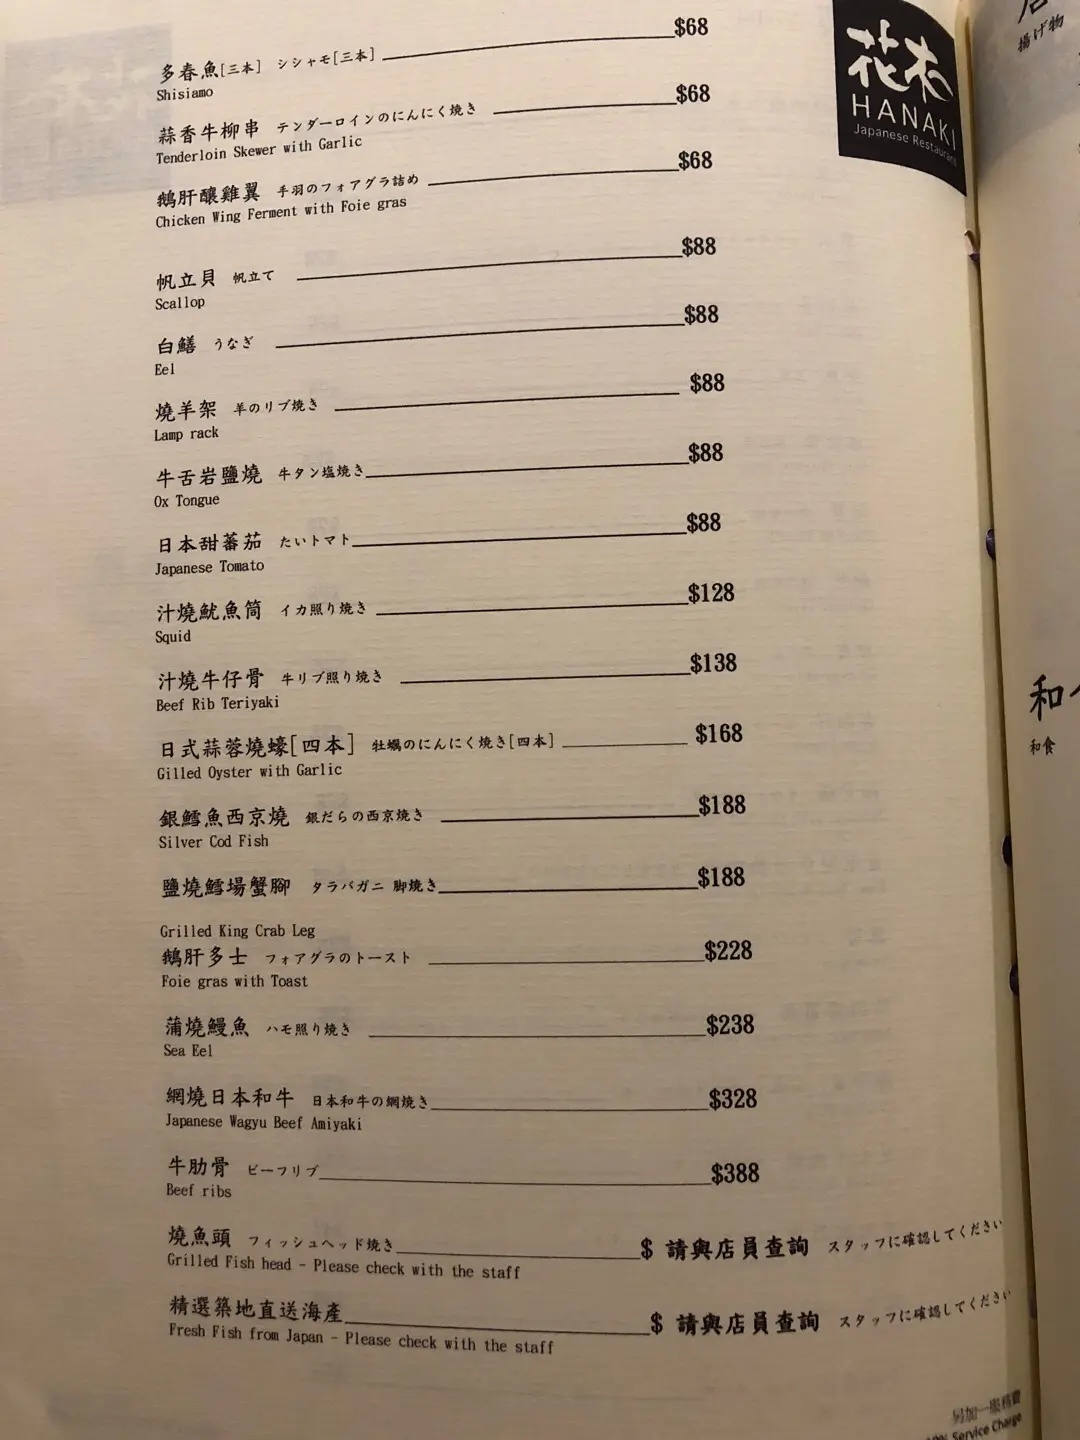 花木
HANAKI
Japanese Restaurant
多春魚[三本] シシャモ[三本] $68
Shisiamo
蒜香牛柳串 テンダーロインのにんにく焼き $68
Tenderloin Skewer with Garlic
鵝肝釀雞翼 手羽のフォアグラ詰め $68
Chicken Wing Ferment with Foie gras
帆立貝 帆立て $88
Scallop
白鱔 うなぎ $88
Eel
燒羊架 羊のリブ焼き $88
Lamp rack
牛舌岩鹽燒 牛タン塩焼き $88
Ox Tongue
日本甜蕃茄 たいトマト $88
Japanese Tomato
汁燒魷魚筒 イカ照り焼き $128
Squid
汁燒牛仔骨 牛リブ照り焼き $138
Beef Rib Teriyaki
日式蒜蓉燒蠔[四本] 牡蠣のにんにく焼き[四本] $168
Gilled Oyster with Garlic
銀鱈魚西京燒 銀だらの西京焼き $188
Silver Cod Fish
鹽燒鱈場蟹腳 タラバガニ 脚焼き $188
Grilled King Crab Leg
鵝肝多士 フォアグラのトースト $228
Foie gras with Toast
蒲燒鰻魚 ハモ照り焼き $238
Sea Eel
網燒日本和牛 日本和牛の網焼き $328
Japanese Wagyu Beef Amiyaki
牛肋骨 ビーフリブ $388
Beef ribs
燒魚頭 フィッシュヘッド焼き $ 請與店員查詢 スタッフに確認してください
Grilled Fish head - Please check with the staff
精選築地直送海產 $ 請與店員查詢 スタッフに確認してください
Fresh Fish from Japan - Please check with the staff
另加一服務費
10% Service Charge
揚げ物
和
和食